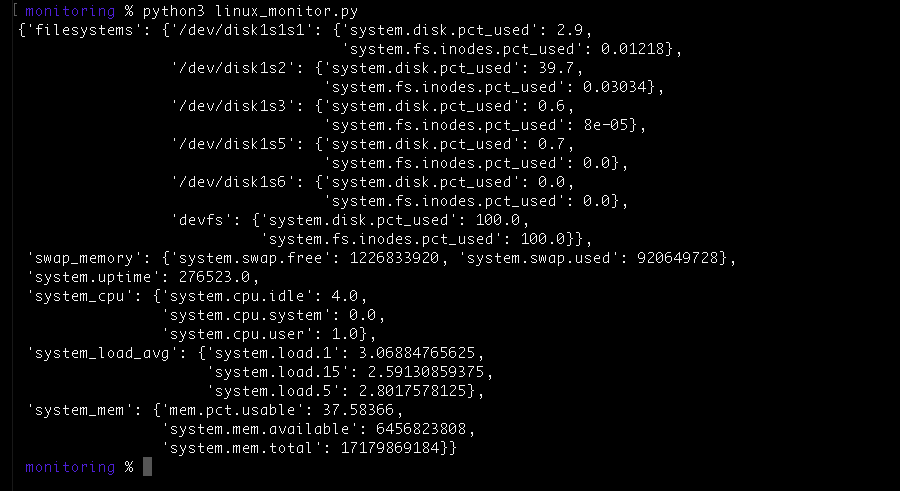 [ monitoring % python3 linux_monitor.py
{'filesystems': {'/dev/disk1s1s1': {'system.disk.pct_used': 2.9,
'system.fs.inodes.pct_used': 0.01218},
'/dev/disk1s2': {'system.disk.pct_used': 39.7,
'system.fs.inodes.pct_used': 0.03034},
'/dev/disk1s3': {'system.disk.pct_used': 0.6,
'system.fs.inodes.pct_used': 8e-05},
'/dev/disk1s5': {'system.disk.pct_used': 0.7,
'system.fs.inodes.pct_used': 0.0},
'/dev/disk1s6': {'system.disk.pct_used': 0.0,
'system.fs.inodes.pct_used': 0.0},
'devfs': {'system.disk.pct_used': 100.0,
'system.fs.inodes.pct_used': 100.0}},
'swap_memory': {'system.swap.free': 1226833920, 'system.swap.used': 920649728},
'system.uptime': 276523.0,
'system_cpu': {'system.cpu.idle': 4.0,
'system.cpu.system': 0.0,
'system.cpu.user': 1.0},
'system_load_avg': {'system.load.1': 3.06884765625,
'system.load.15': 2.59130859375,
'system.load.5': 2.8017578125},
'system_mem': {'mem.pct.usable': 37.58366,
'system.mem.available': 6456823808,
'system.mem.total': 17179869184}}
monitoring %